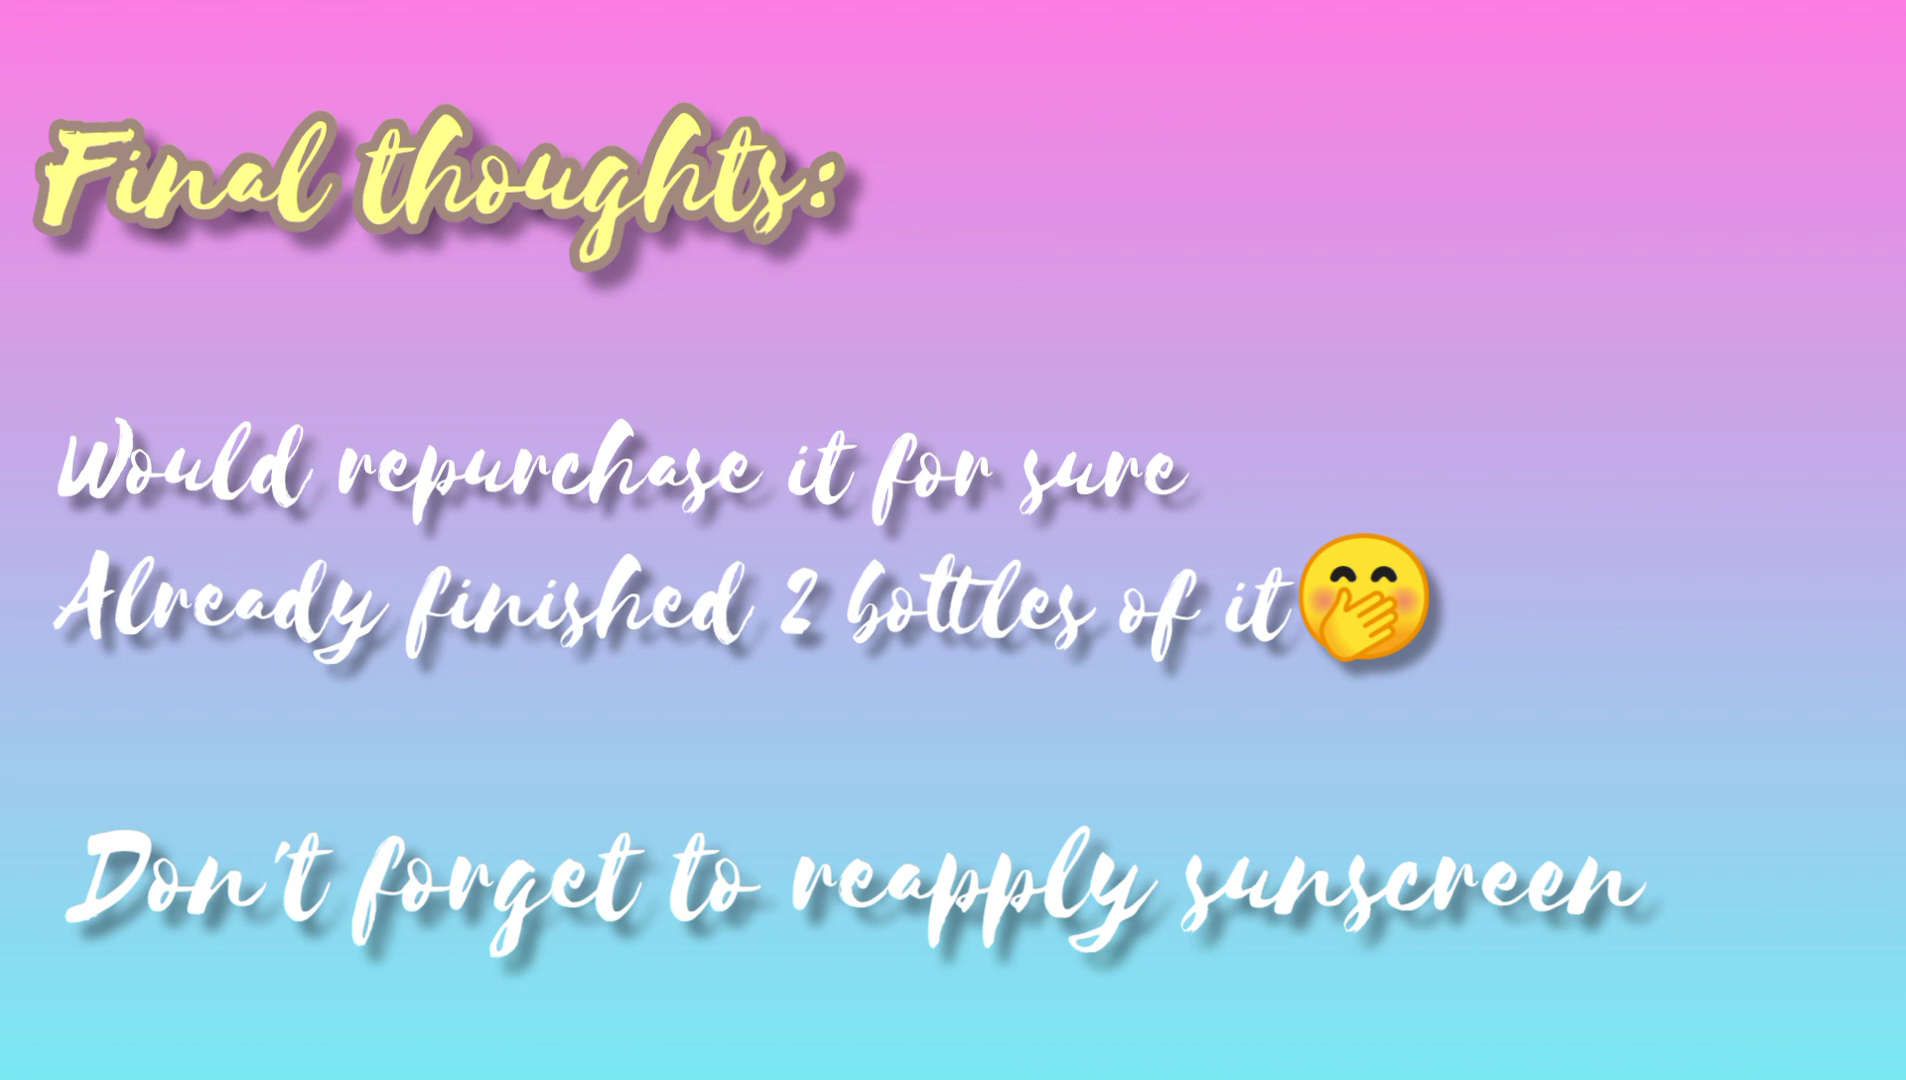 Final thoughts:
Would repurchase it for sure
Already finished 2 bottles of it🤭
Don't forget to reapply sunscreen